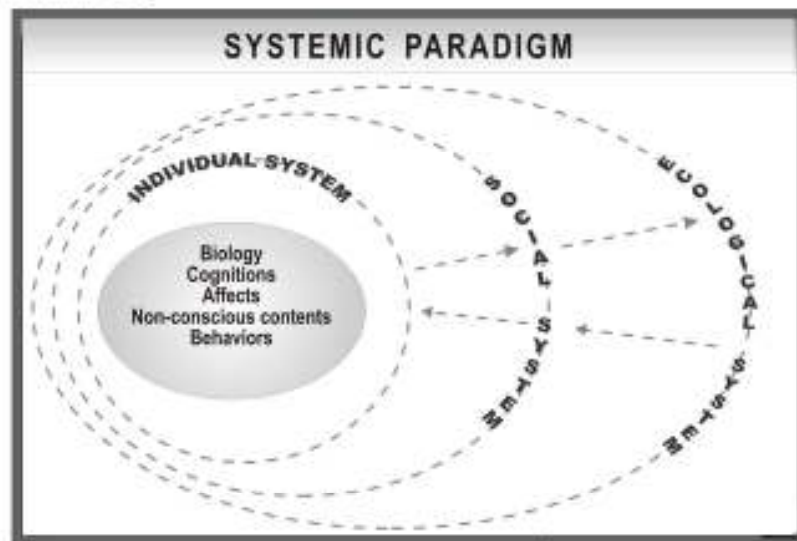 SYSTEMIC PARADIGM
INDIVIDUAL SYSTEM
Biology
Cognitions
Affects
Non-conscious contents
Behaviors
SOCIAL SYSTEM
ECOLOGICAL SYSTEM